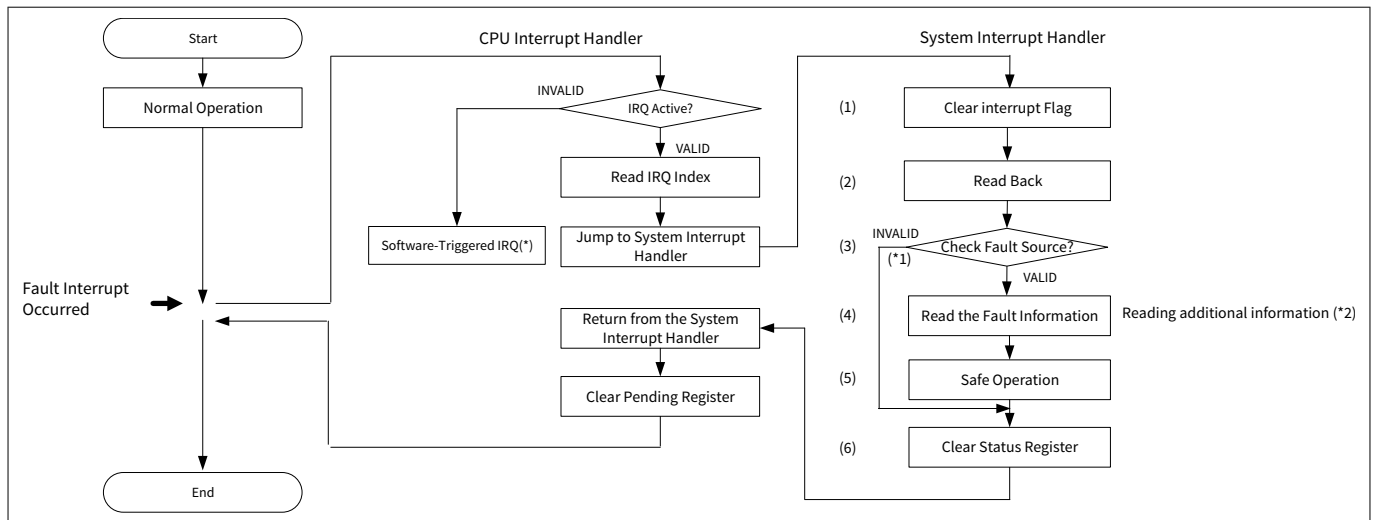 Start
Normal Operation
Fault Interrupt
Occurred
End
CPU Interrupt Handler
IRQ Active?
INVALID
VALID
Read IRQ Index
Software-Triggered IRQ(*)
Jump to System Interrupt
Handler
Return from the System
Interrupt Handler
Clear Pending Register
System Interrupt Handler
(1)
Clear interrupt Flag
(2)
Read Back
(3)
INVALID
(*1)
Check Fault Source?
VALID
(4)
Read the Fault Information
Reading additional information (*2)
(5)
Safe Operation
(6)
Clear Status Register